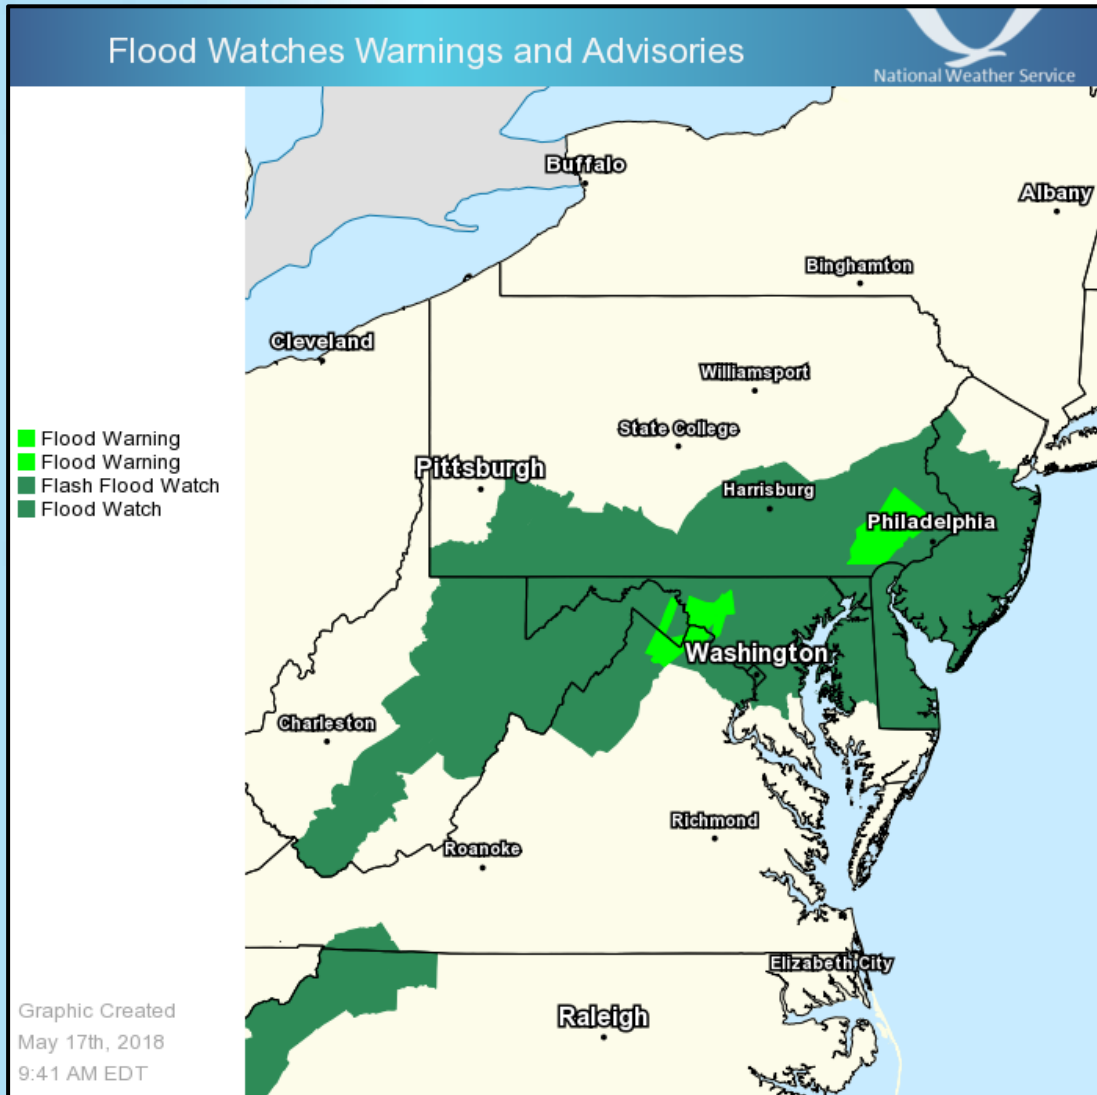 Flood Watches Warnings and Advisories
National Weather Service
Buffalo
Albany
Binghamton
Cleveland
Williamsport
State College
Flood Warning
Flood Warning
Flash Flood Watch
Flood Watch
Pittsburgh
Harrisburg
Philadelphia
Washington
Charleston
Richmond
Roanoke
Elizabeth City
Raleigh
Graphic Created
May 17th, 2018
9:41 AM EDT